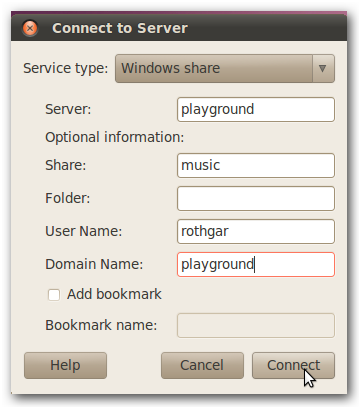 Connect to Server
Service type: Windows share
Server: playground
Optional information:
Share: music
Folder:
User Name: rothgar
Domain Name: playground
Add bookmark
Bookmark name:
Help Cancel Connect